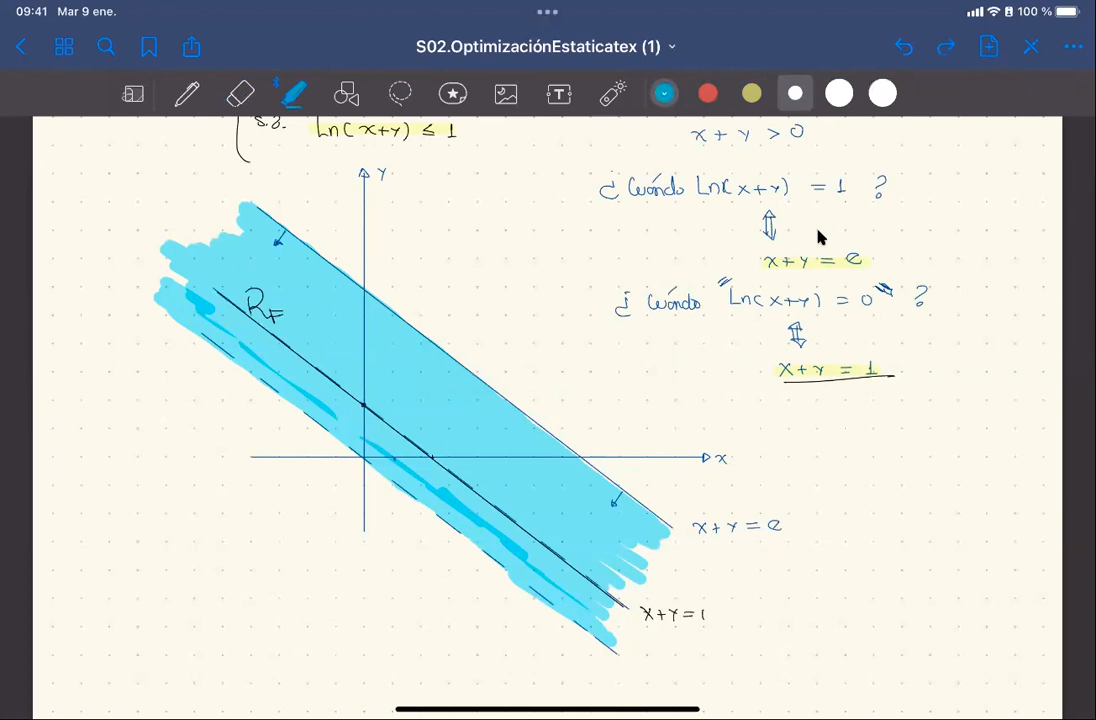 09:41 Mar 9 ene. 100 %
S02.OptimizaciónEstaticatex (1)
s.a. Ln(x+y) ≤ 1
x + y > 0
Y
¿ Cuándo Ln(x+y) = 1 ?
⇕
x+y = e
¿ Cuándo "Ln(x+y) = 0" ?
⇕
x+y = 1
RF
x
x+y = e
x+y = 1